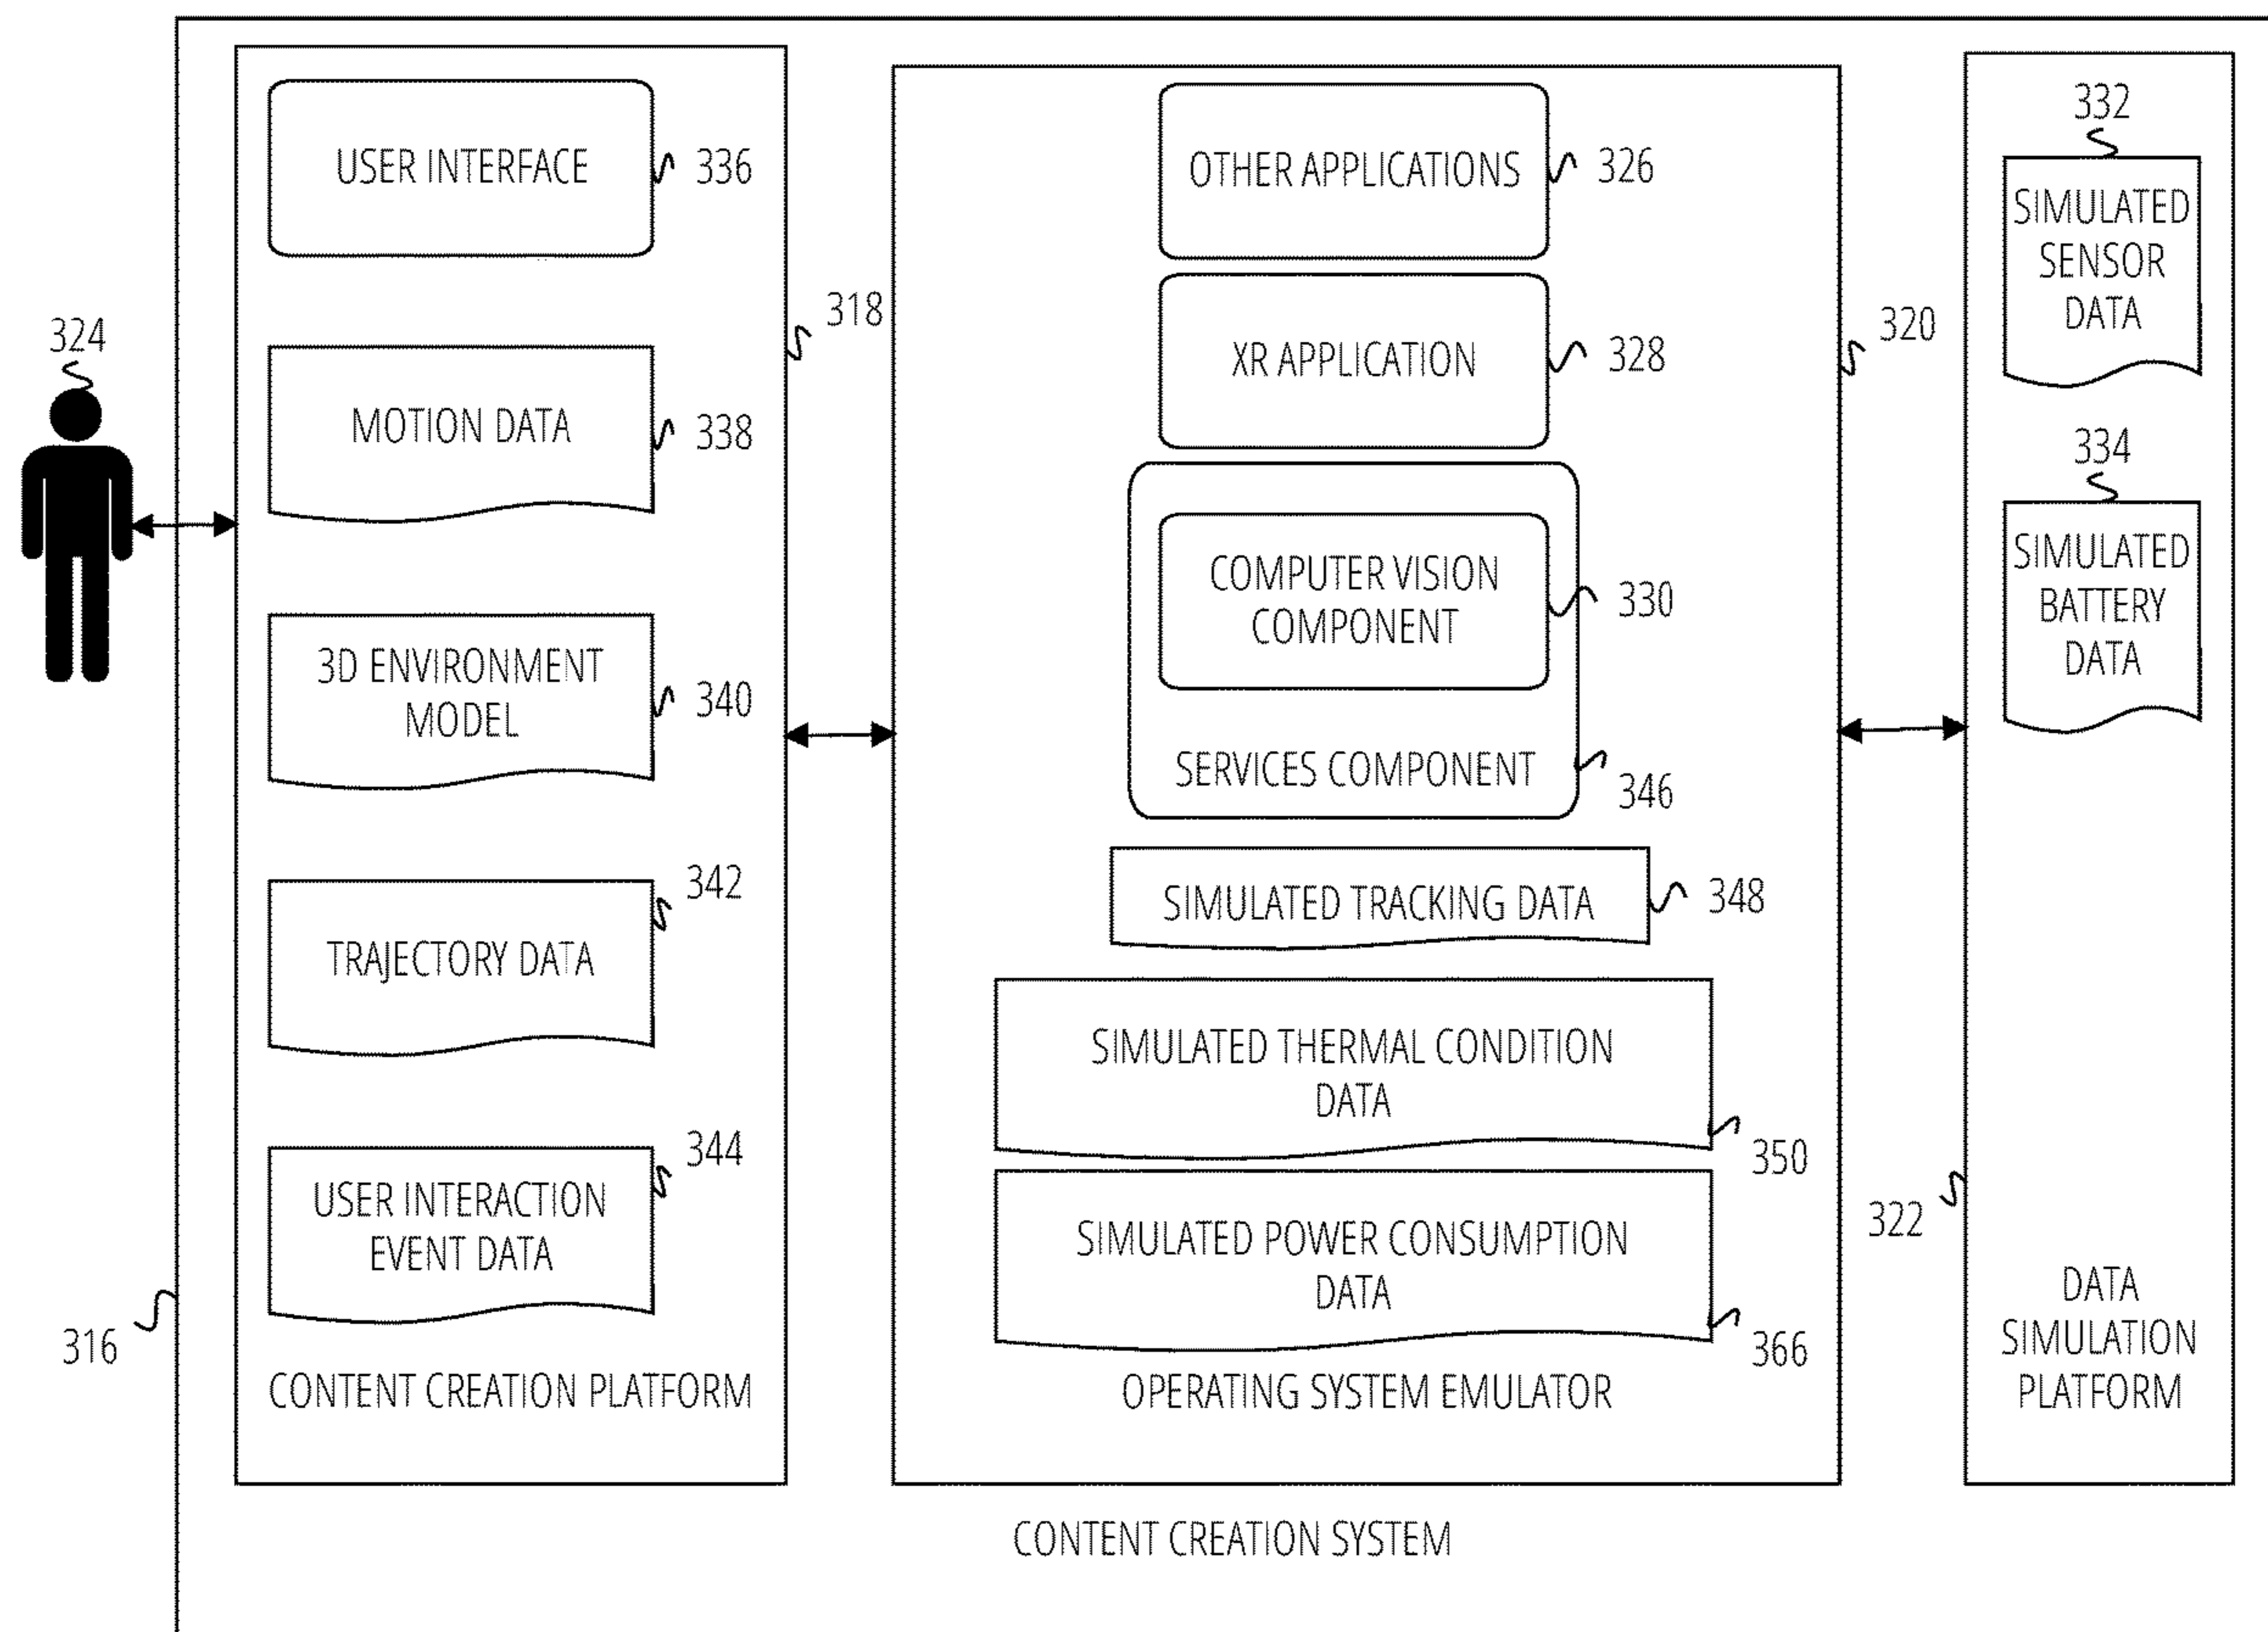 324
316
USER INTERFACE
336
MOTION DATA
338
3D ENVIRONMENT
MODEL
340
TRAJECTORY DATA
342
USER INTERACTION
EVENT DATA
344
CONTENT CREATION PLATFORM
318
OTHER APPLICATIONS
326
XR APPLICATION
328
COMPUTER VISION
COMPONENT
330
SERVICES COMPONENT
346
SIMULATED TRACKING DATA
348
SIMULATED THERMAL CONDITION
DATA
350
SIMULATED POWER CONSUMPTION
DATA
366
OPERATING SYSTEM EMULATOR
320
332
SIMULATED
SENSOR
DATA
334
SIMULATED
BATTERY
DATA
322
DATA
SIMULATION
PLATFORM
CONTENT CREATION SYSTEM